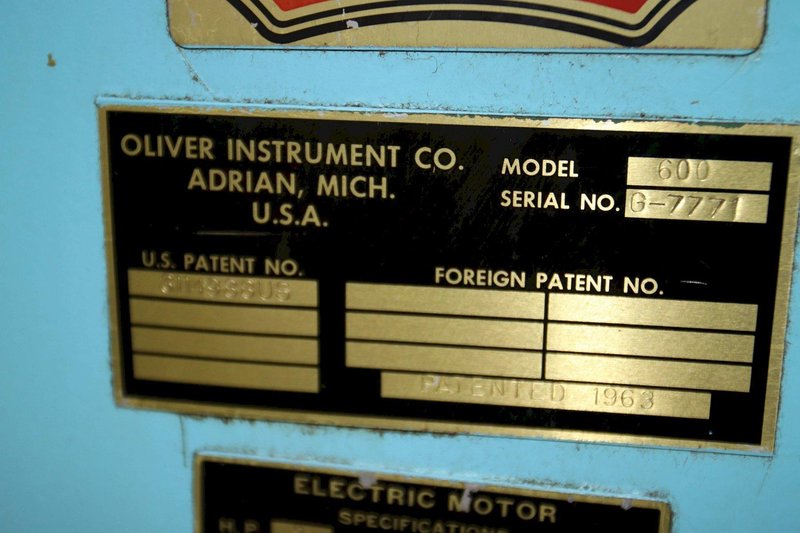 OLIVER INSTRUMENT CO.
ADRIAN, MICH.
U.S.A.
MODEL 600
SERIAL NO. G-7771
U.S. PATENT NO.
FOREIGN PATENT NO.
PATENTED 1963
ELECTRIC MOTOR
SPECIFICATIONS
H.P.